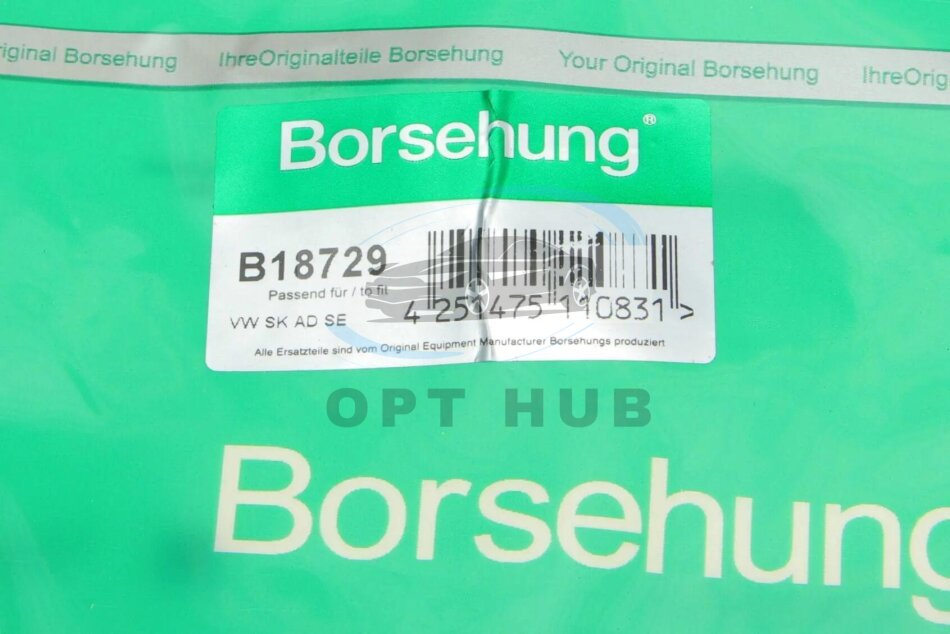 riginal Borsehung IhreOriginalteile Borsehung Your Original Borsehung IhreOrig
Borsehung®
B18729
Passend für / to fit
VW SK AD SE
4 251475 110831 >
Alle Ersatzteile sind vom Original Equipment Manufacturer Borsehungs produziert
OPT HUB
Borsehung